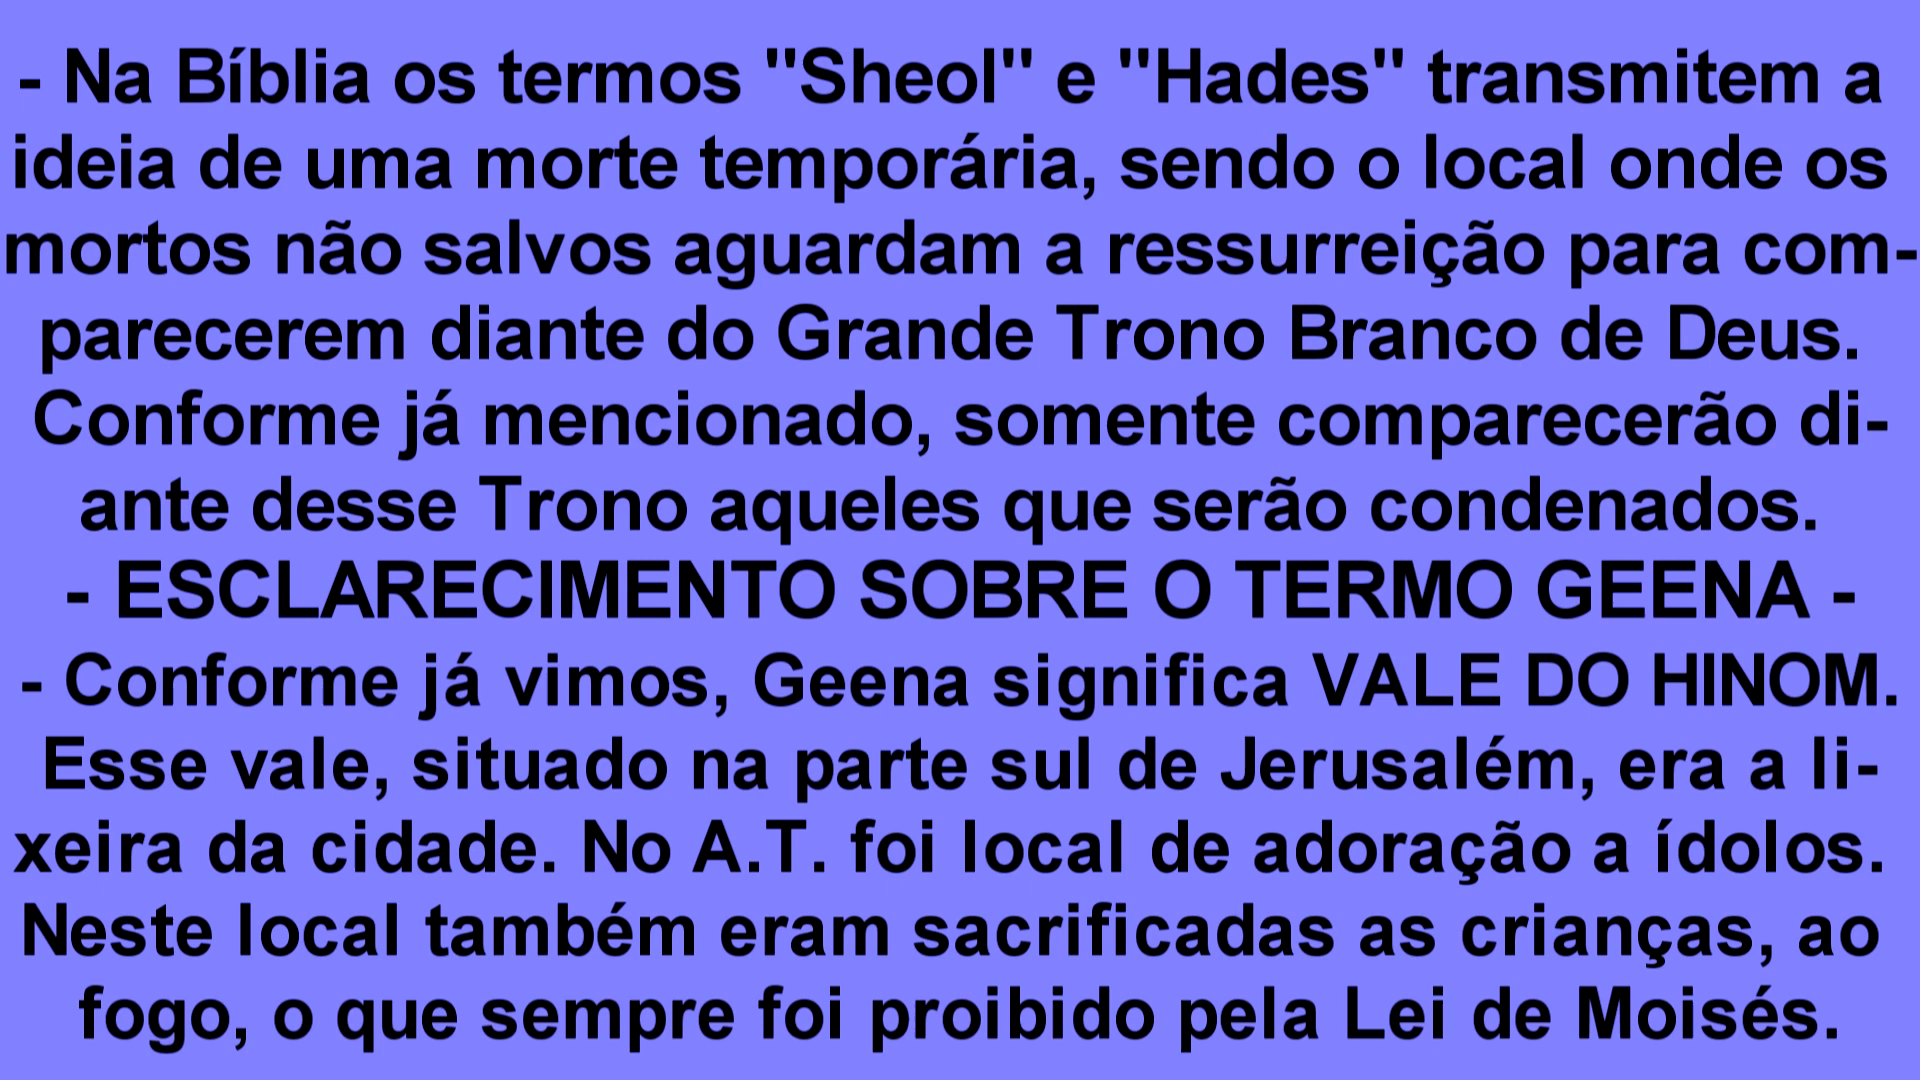 - Na Bíblia os termos "Sheol" e "Hades" transmitem a
ideia de uma morte temporária, sendo o local onde os
mortos não salvos aguardam a ressurreição para com-
parecerem diante do Grande Trono Branco de Deus.
Conforme já mencionado, somente comparecerão di-
ante desse Trono aqueles que serão condenados.
- ESCLARECIMENTO SOBRE O TERMO GEENA -
- Conforme já vimos, Geena significa VALE DO HINOM.
Esse vale, situado na parte sul de Jerusalém, era a li-
xeira da cidade. No A.T. foi local de adoração a ídolos.
Neste local também eram sacrificadas as crianças, ao
fogo, o que sempre foi proibido pela Lei de Moisés.